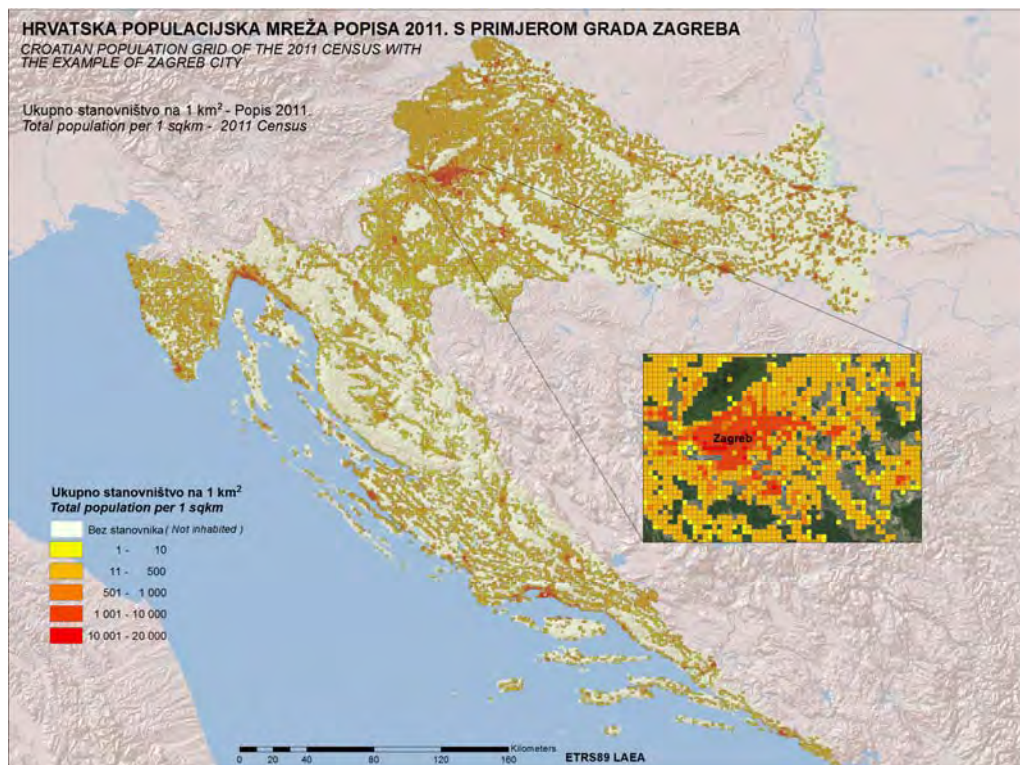 HRVATSKA POPULACIJSKA MREŽA POPISA 2011. S PRIMJEROM GRADA ZAGREBA
CROATIAN POPULATION GRID OF THE 2011 CENSUS WITH
THE EXAMPLE OF ZAGREB CITY
Ukupno stanovništvo na 1 km² - Popis 2011.
Total population per 1 sqkm - 2011 Census
Zagreb
Ukupno stanovništvo na 1 km²
Total population per 1 sqkm
Bez stanovnika ( Not inhabited )
1 - 10
11 - 500
501 - 1 000
1 001 - 10 000
10 001 - 20 000
Kilometers
0 20 40 80 120 160
ETRS89 LAEA